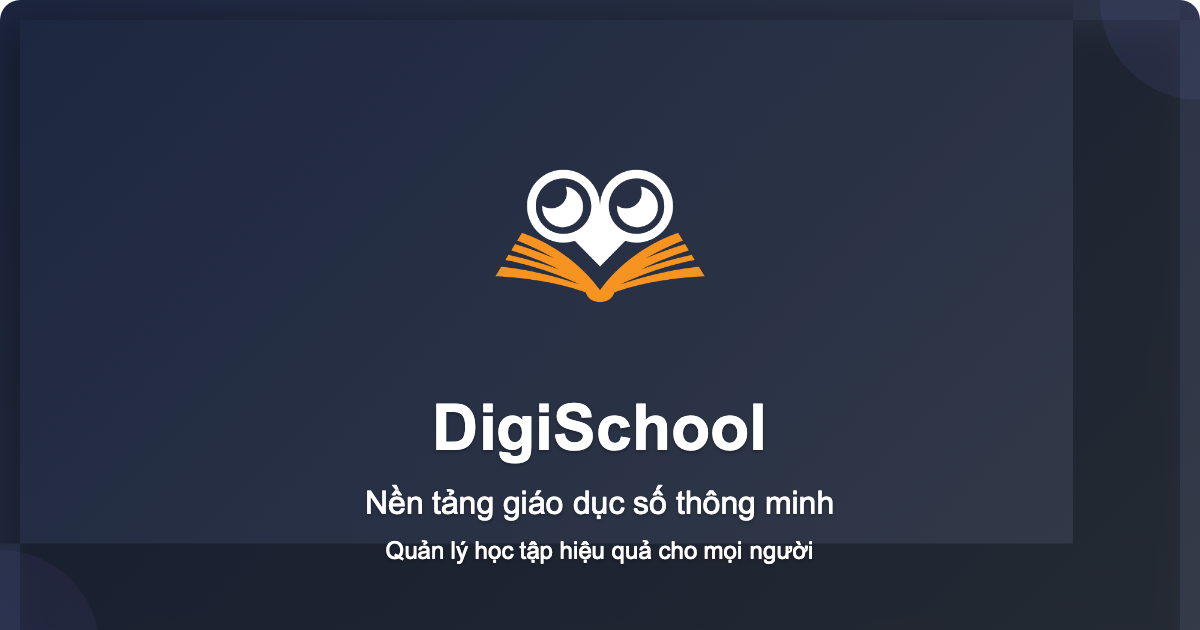 DigiSchool
Nền tảng giáo dục số thông minh
Quản lý học tập hiệu quả cho mọi người